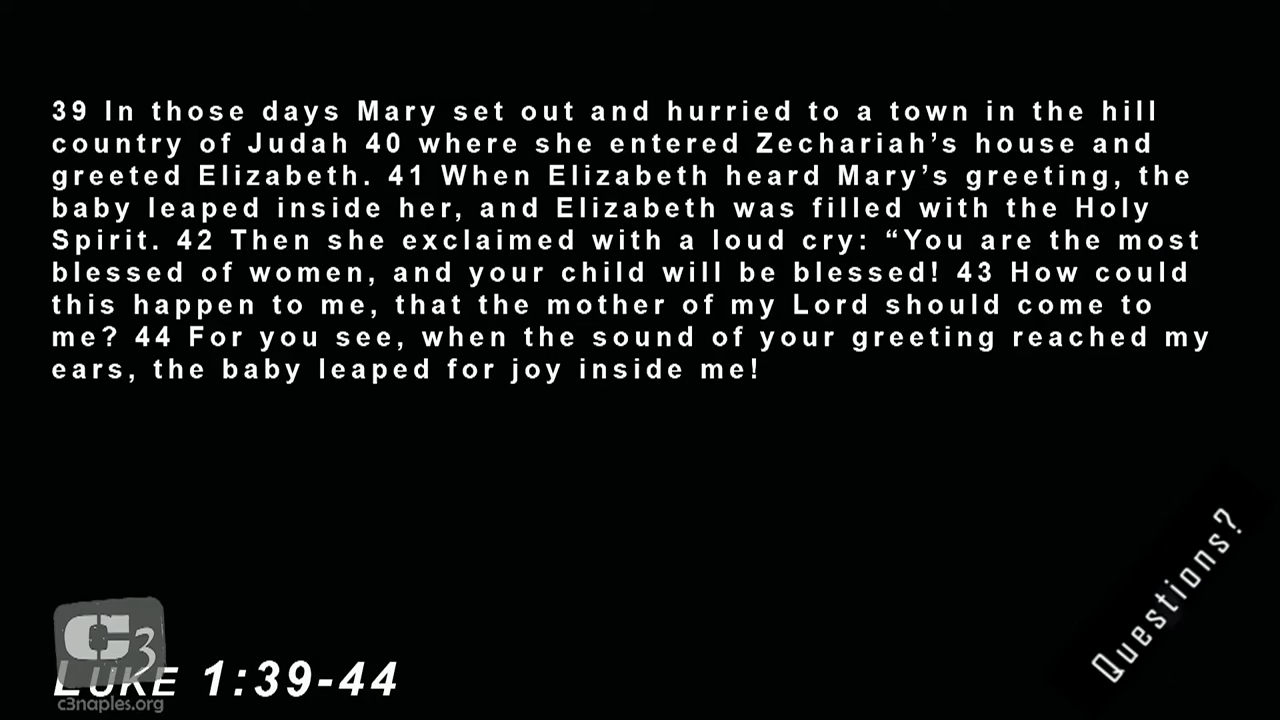 39 In those days Mary set out and hurried to a town in the hill
country of Judah 40 where she entered Zechariah’s house and
greeted Elizabeth. 41 When Elizabeth heard Mary’s greeting, the
baby leaped inside her, and Elizabeth was filled with the Holy
Spirit. 42 Then she exclaimed with a loud cry: “You are the most
blessed of women, and your child will be blessed! 43 How could
this happen to me, that the mother of my Lord should come to
me? 44 For you see, when the sound of your greeting reached my
ears, the baby leaped for joy inside me!
Questions?
C3
LUKE 1:39-44
c3naples.org